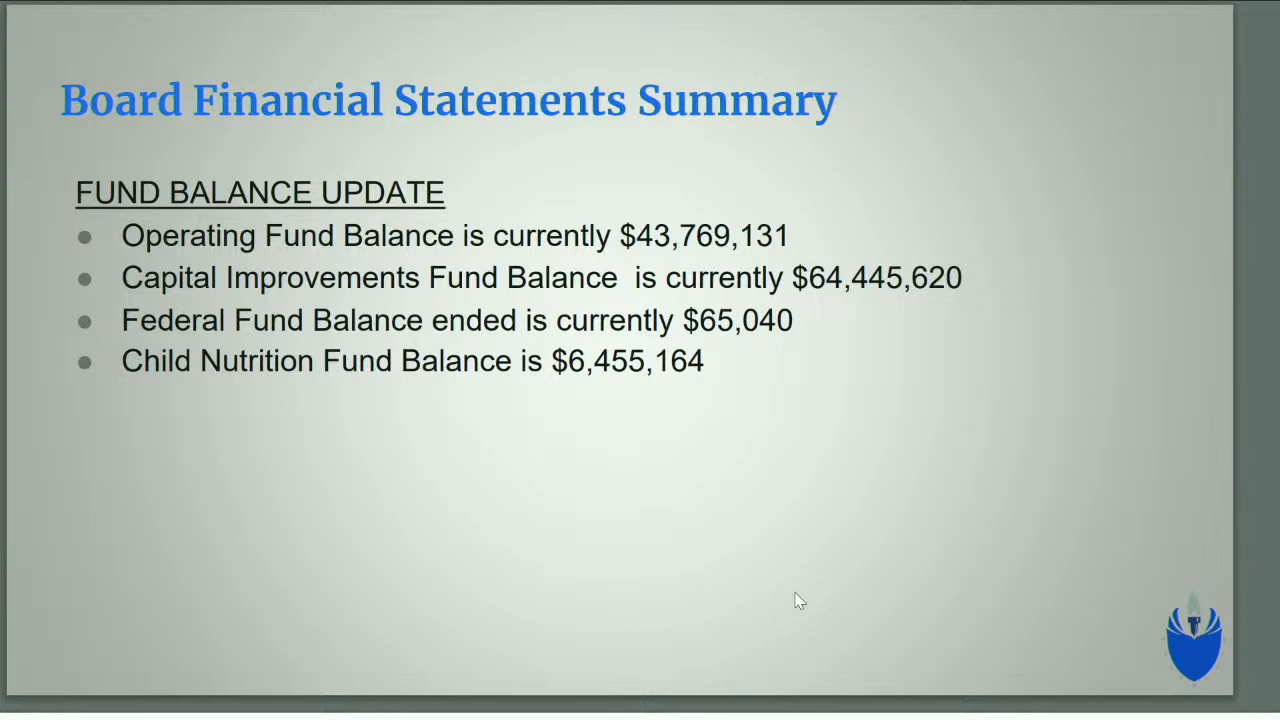 Board Financial Statements Summary
FUND BALANCE UPDATE
● Operating Fund Balance is currently $43,769,131
● Capital Improvements Fund Balance  is currently $64,445,620
● Federal Fund Balance ended is currently $65,040
● Child Nutrition Fund Balance is $6,455,164